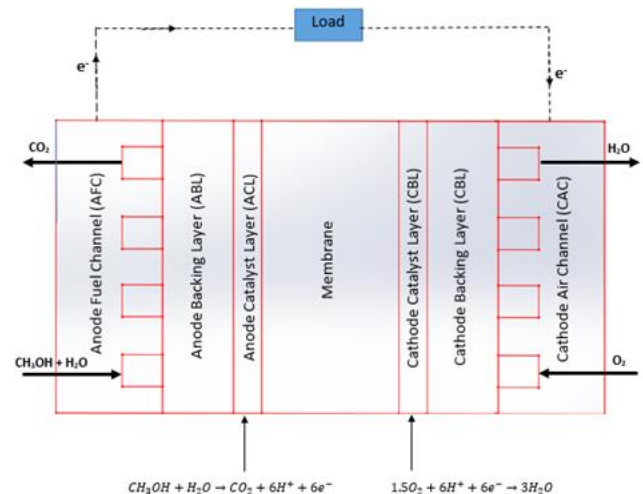 Load
e-
e-
CO₂
H₂O
Anode Fuel Channel (AFC)
Anode Backing Layer (ABL)
Anode Catalyst Layer (ACL)
Membrane
Cathode Catalyst Layer (CBL)
Cathode Backing Layer (CBL)
Cathode Air Channel (CAC)
CH₃OH + H₂O
O₂
CH₃OH + H₂O → CO₂ + 6H⁺ + 6e⁻
1.5O₂ + 6H⁺ + 6e⁻ → 3H₂O